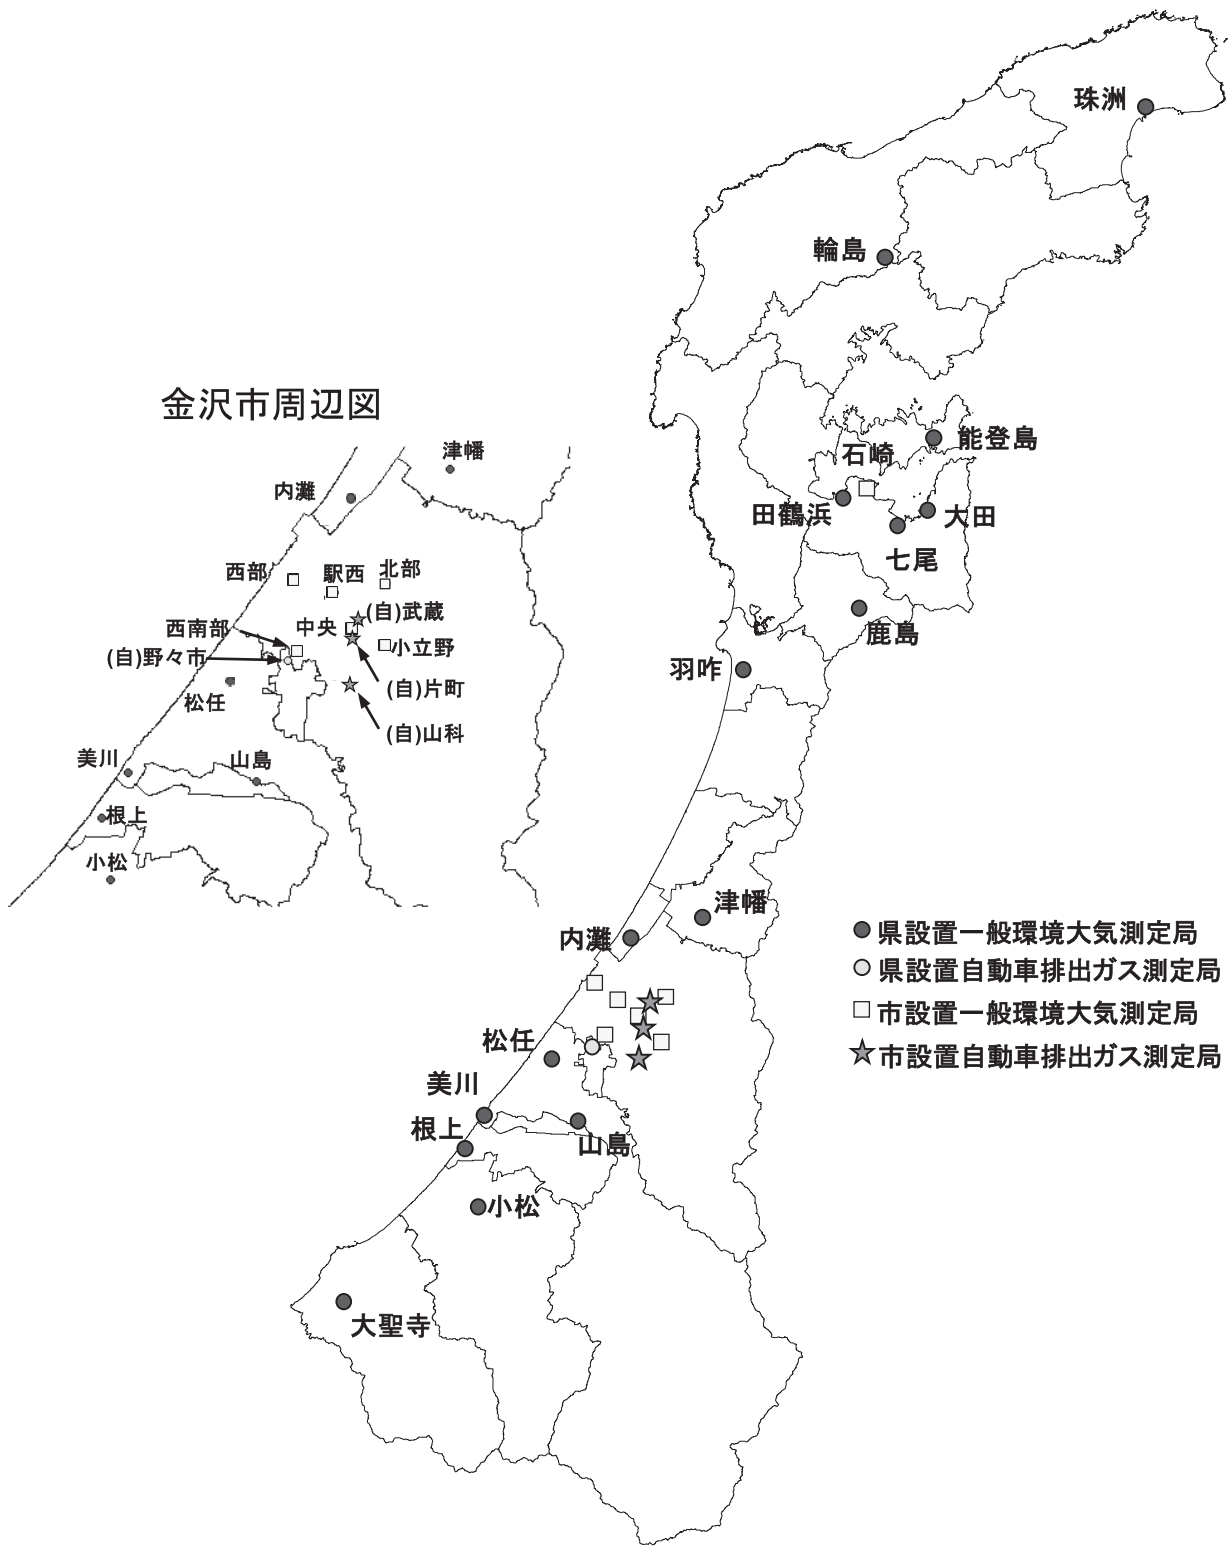 珠洲
輪島
金沢市周辺図
能登島
石崎
田鶴浜
大田
七尾
鹿島
羽咋
津幡
内灘
西部
駅西
北部
(自)武蔵
中央
西南部
小立野
(自)野々市
(自)片町
松任
(自)山科
美川
山島
根上
小松
津幡
内灘
松任
美川
根上
山島
小松
大聖寺
県設置一般環境大気測定局
県設置自動車排出ガス測定局
市設置一般環境大気測定局
市設置自動車排出ガス測定局